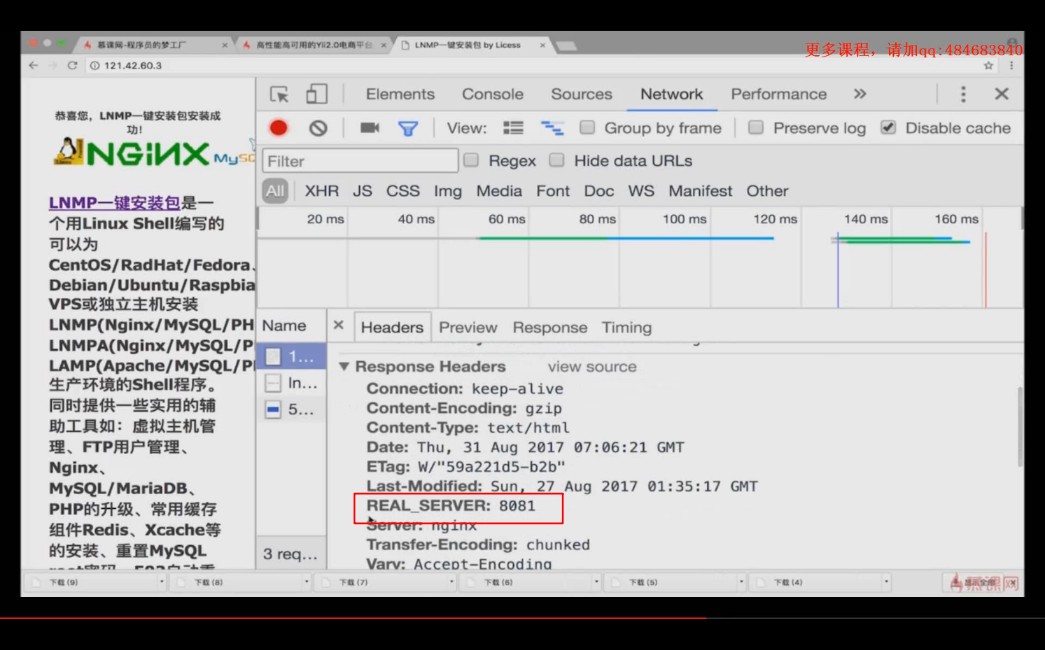 慕课网-程序员的梦工厂
高性能高可用的Yii2.0电商平台
LNMP一键安装包 by Licess
更多课程，请加qq:484683840
121.42.60.3
恭喜您，LNMP一键安装包安装成
功!
NGiNX MySQ
LNMP一键安装包是一
个用Linux Shell编写的
可以为
CentOS/RadHat/Fedora、
Debian/Ubuntu/Raspbia
VPS或独立主机安装
LNMP(Nginx/MySQL/PH
LNMPA(Nginx/MySQL/P
LAMP(Apache/MySQL/P
生产环境的Shell程序。
同时提供一些实用的辅
助工具如：虚拟主机管
理、FTP用户管理、
Nginx、
MySQL/MariaDB、
PHP的升级、常用缓存
组件Redis、Xcache等
的安装、重置MySQL
Elements Console Sources Network Performance »
View: Group by frame Preserve log Disable cache
Filter Regex Hide data URLs
All XHR JS CSS Img Media Font Doc WS Manifest Other
20 ms 40 ms 60 ms 80 ms 100 ms 120 ms 140 ms 160 ms
Name × Headers Preview Response Timing
1...
In...
5...
3 req...
Response Headers view source
Connection: keep-alive
Content-Encoding: gzip
Content-Type: text/html
Date: Thu, 31 Aug 2017 07:06:21 GMT
ETag: W/"59a221d5-b2b"
Last-Modified: Sun, 27 Aug 2017 01:35:17 GMT
REAL_SERVER: 8081
Server: nginx
Transfer-Encoding: chunked
Vary: Accept-Encoding
下载 (9) 下载 (8) 下载 (7) 下载 (6) 下载 (5) 下载 (4)
慕课网